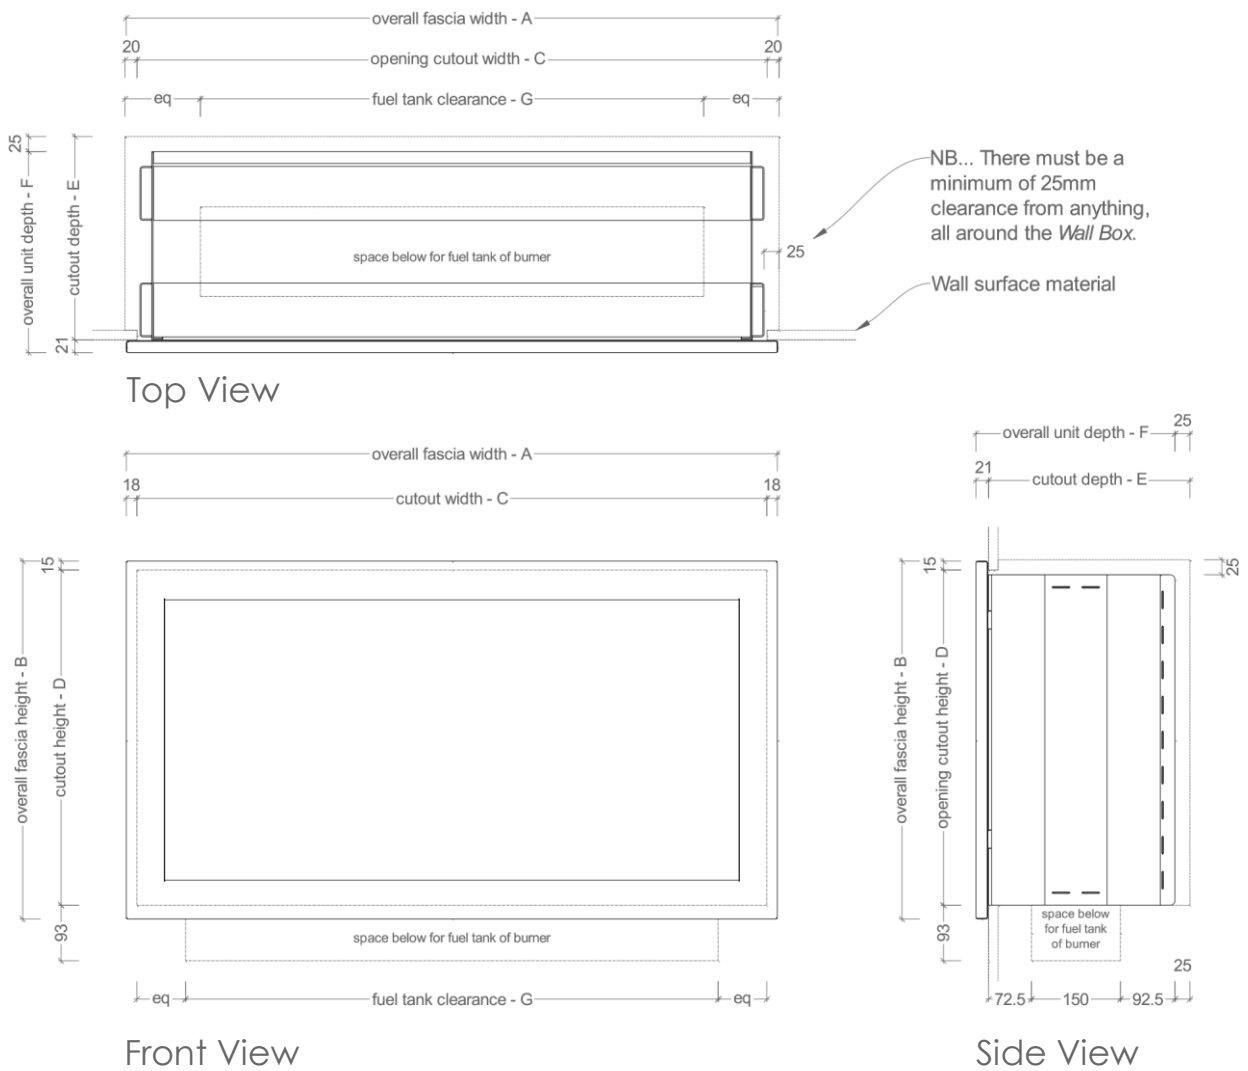 overall fascia width - A
20
opening cutout width - C
20
eq
fuel tank clearance - G
eq
25
overall unit depth - F
cutout depth - E
21
space below for fuel tank of burner
25
NB... There must be a
minimum of 25mm
clearance from anything,
all around the Wall Box.
Wall surface material
Top View
overall fascia width - A
18
cutout width - C
18
15
overall fascia height - B
cutout height - D
93
space below for fuel tank of burner
eq
fuel tank clearance - G
eq
Front View
overall unit depth - F
25
21
cutout depth - E
15
25
overall fascia height - B
opening cutout height - D
93
space below
for fuel tank
of burner
25
72.5
150
92.5
Side View